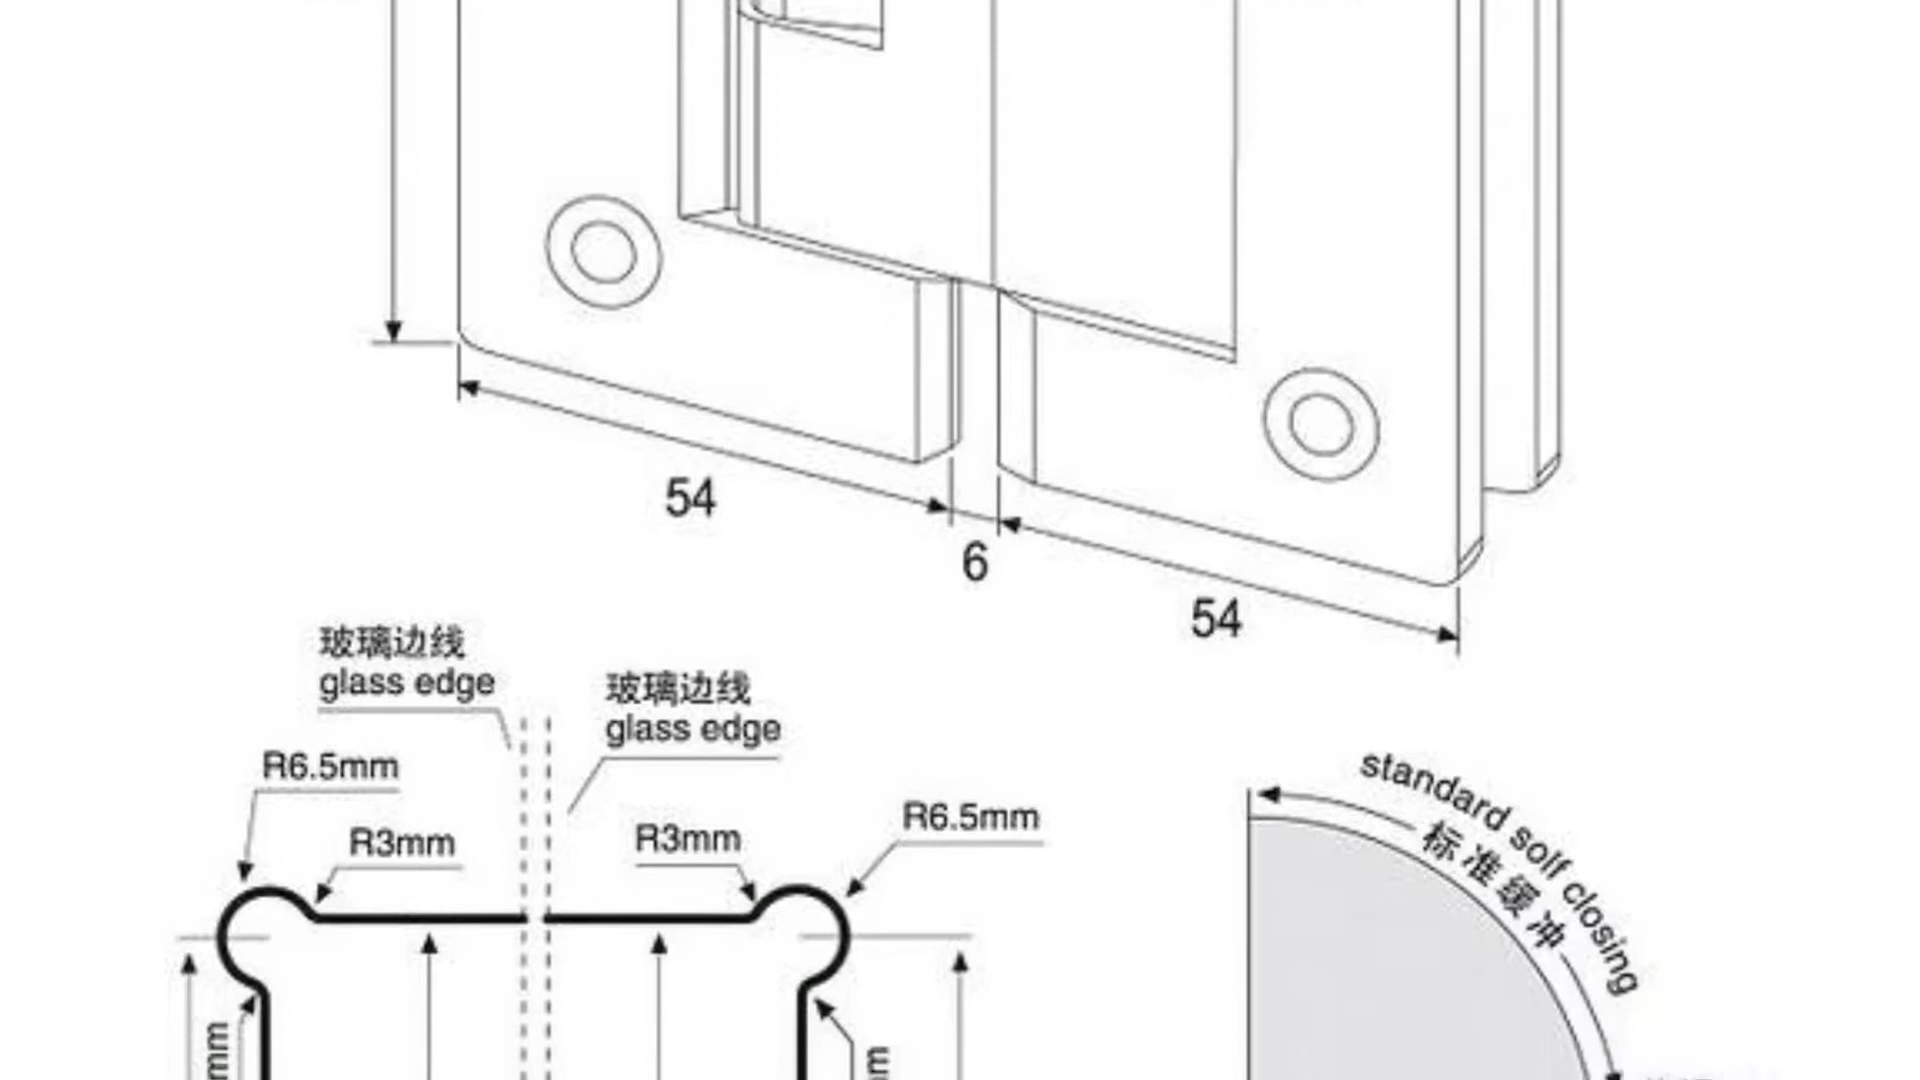 54
6
54
玻璃边线
glass edge
玻璃边线
glass edge
R6.5mm
R3mm
R3mm
R6.5mm
standard solf closing
标准缓冲
mm